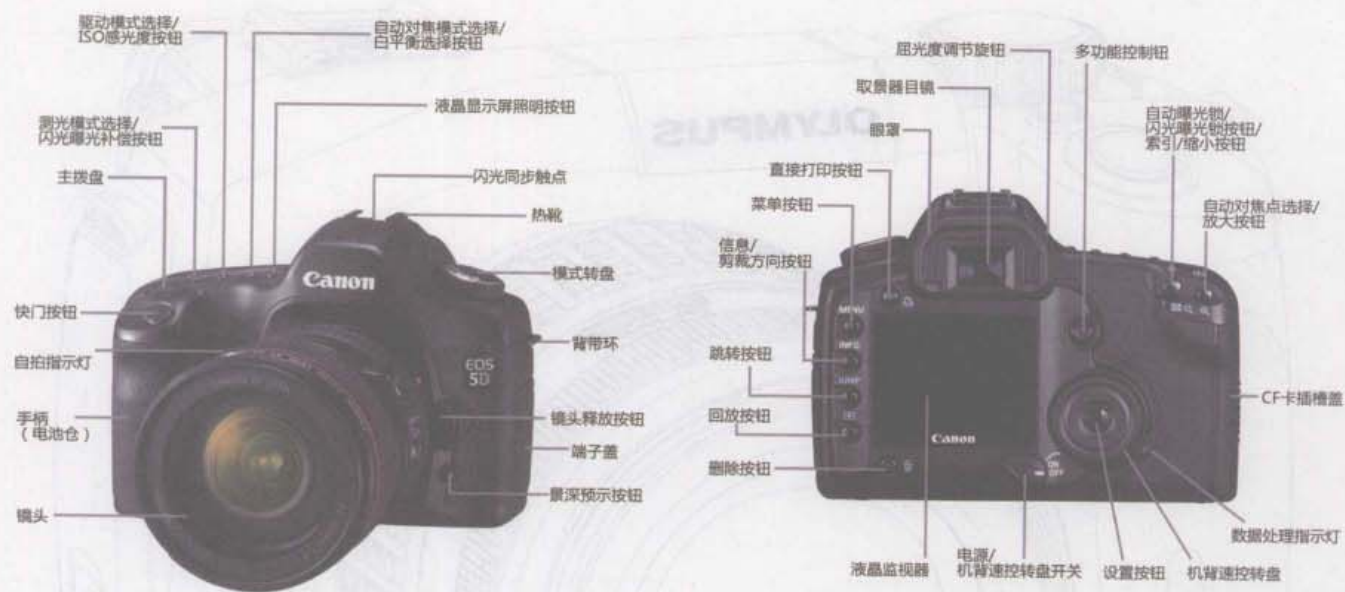 驱动模式选择/
ISO感光度按钮
自动对焦模式选择/
白平衡选择按钮
液晶显示屏照明按钮
测光模式选择/
闪光曝光补偿按钮
主拨盘
闪光同步触点
热靴
Canon
模式转盘
快门按钮
背带环
自拍指示灯
EOS
5D
手柄
（电池仓）
镜头释放按钮
端子盖
景深预示按钮
镜头
屈光度调节旋钮
多功能控制钮
取景器目镜
OLYMPUS
眼罩
自动曝光锁/
闪光曝光锁按钮/
索引/缩小按钮
直接打印按钮
菜单按钮
自动对焦点选择/
放大按钮
信息/
剪裁方向按钮
MENU
INFO
跳转按钮
JUMP
回放按钮
CF卡插槽盖
Canon
删除按钮
ON
OFF
数据处理指示灯
液晶监视器
电源/
机背速控转盘开关
设置按钮
机背速控转盘